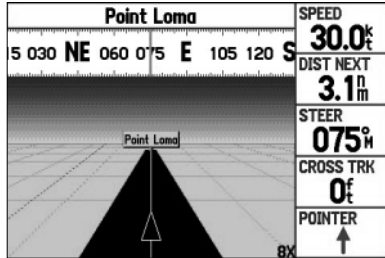 Point Loma
15 030 NE 060 075 E 105 120 S
Point Loma
8X
SPEED
30.0kt
DIST NEXT
3.1nm
STEER
075°M
CROSS TRK
0ft
POINTER